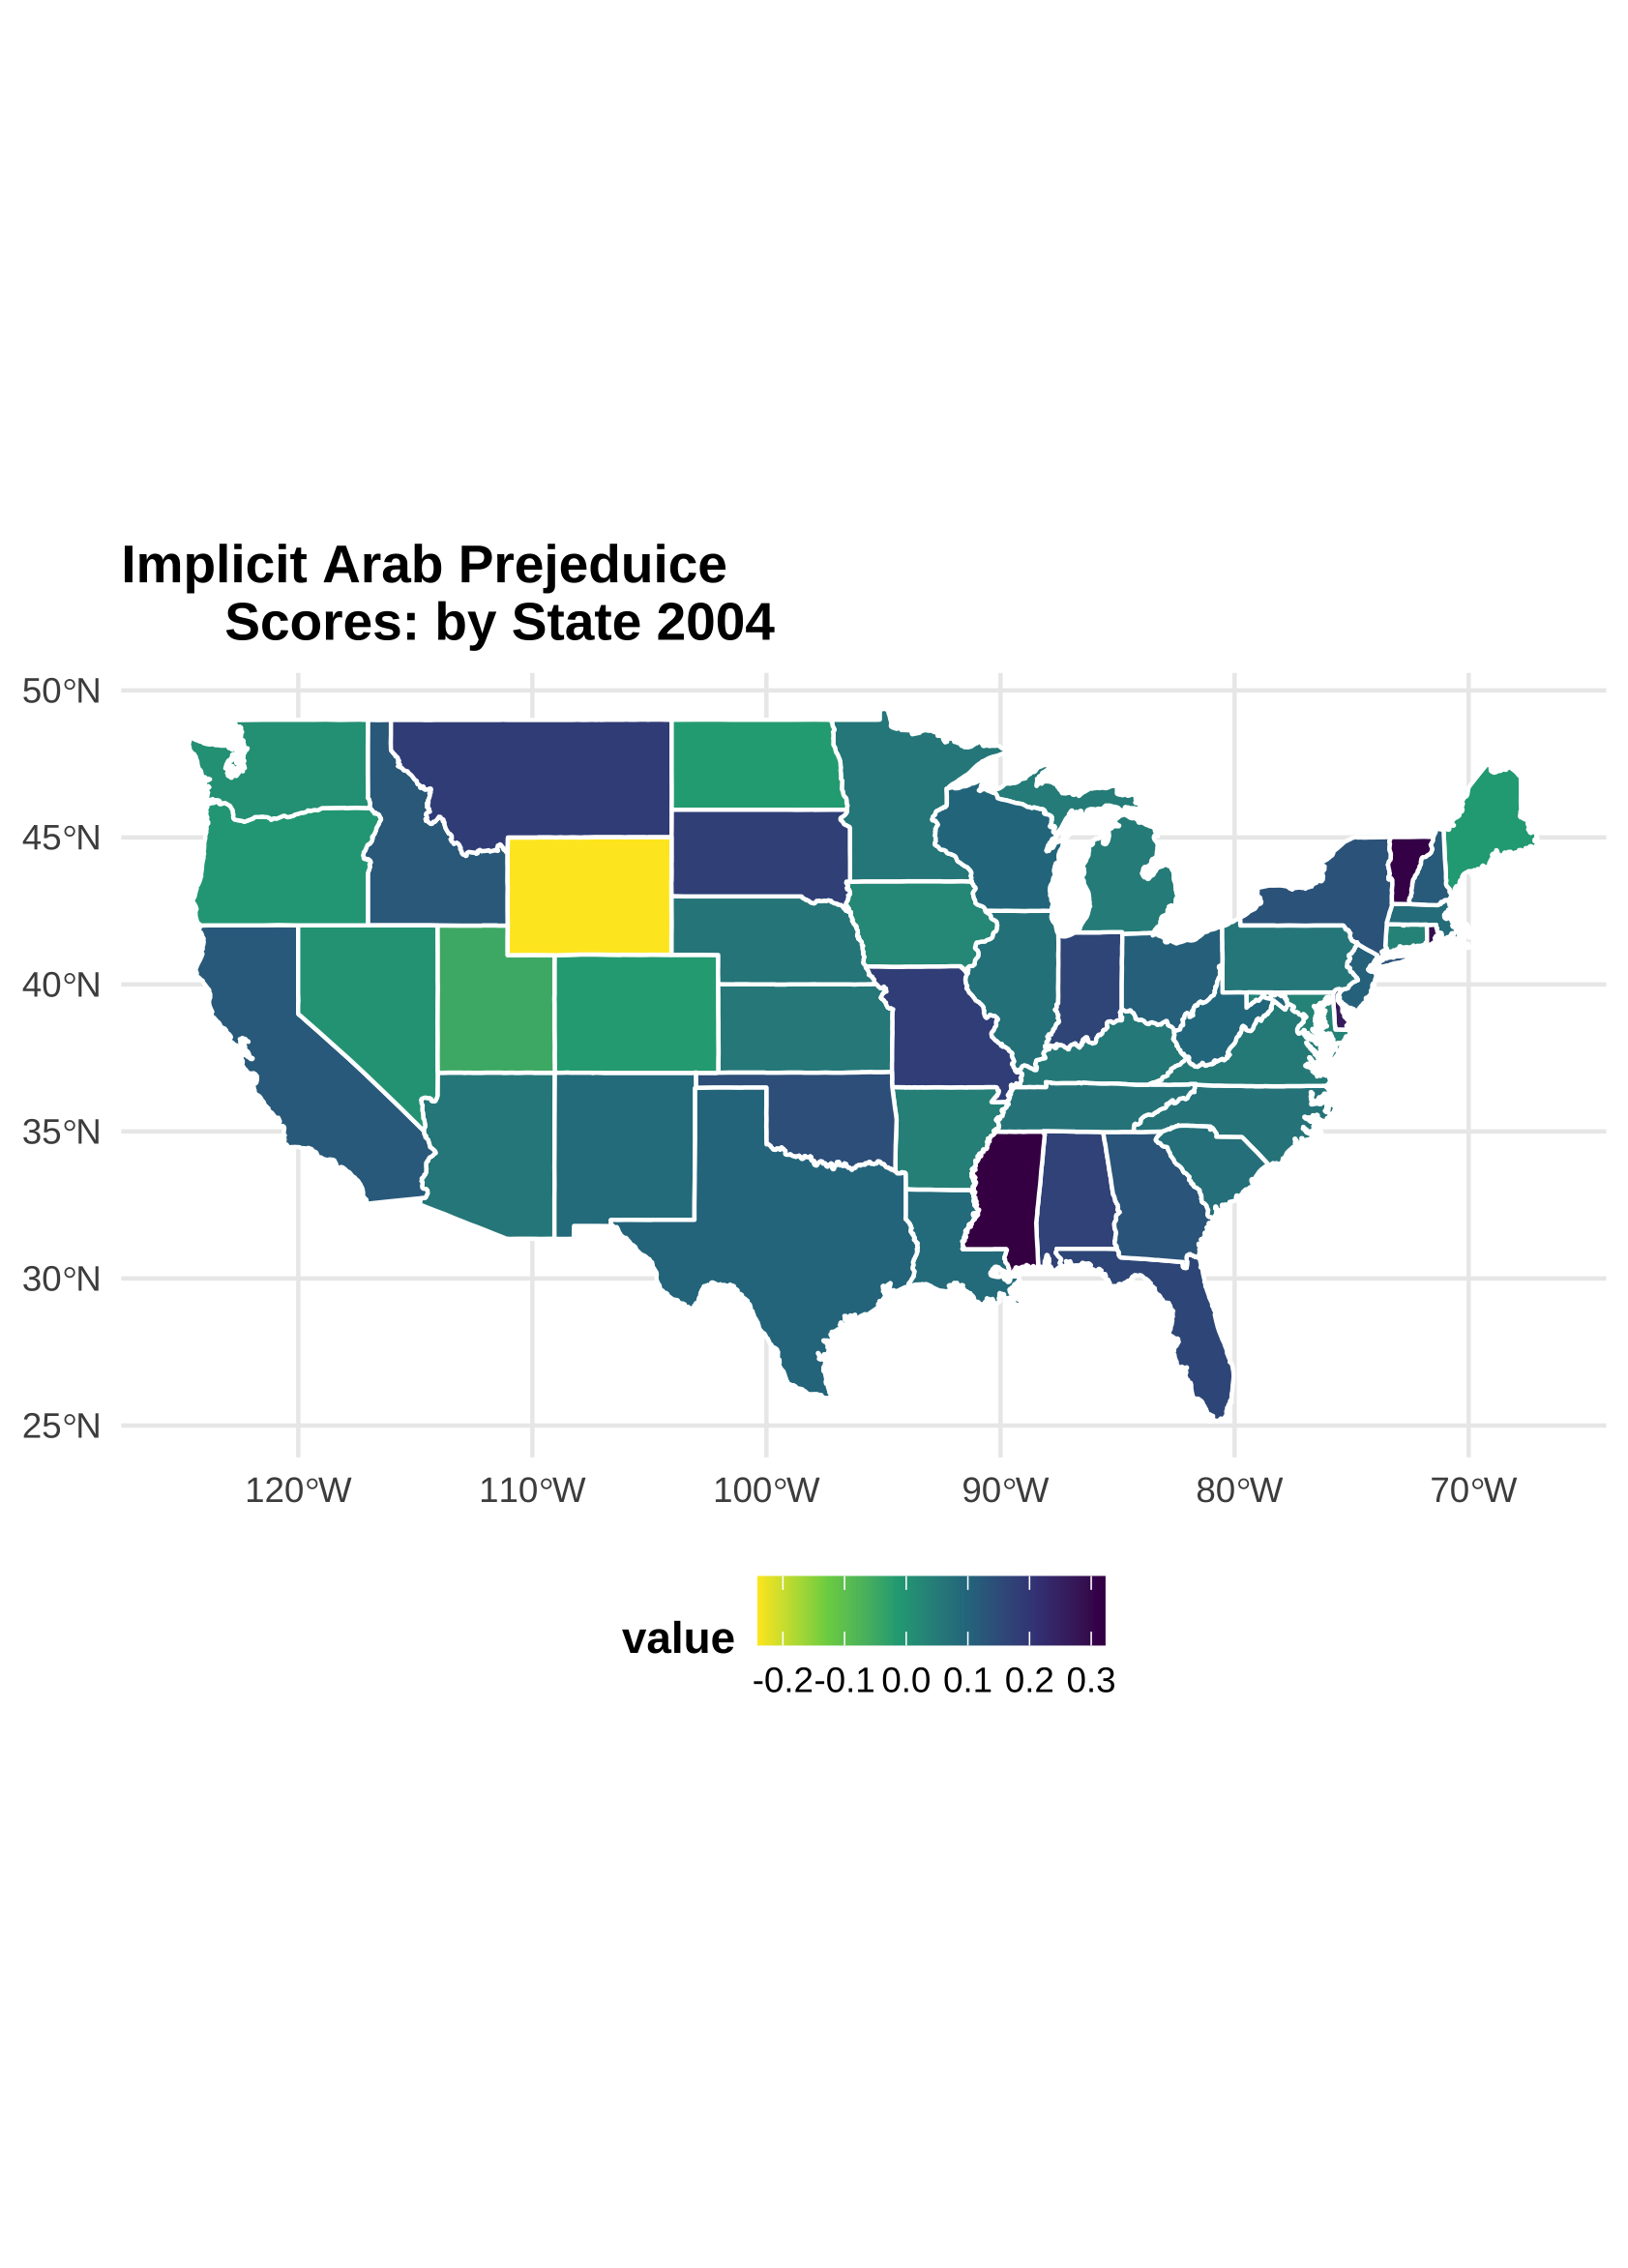 Implicit Arab Prejeduice
Scores: by State 2004
50°N
45°N
40°N
35°N
30°N
25°N
120°W 110°W 100°W 90°W 80°W 70°W
value
-0.2 -0.1 0.0 0.1 0.2 0.3